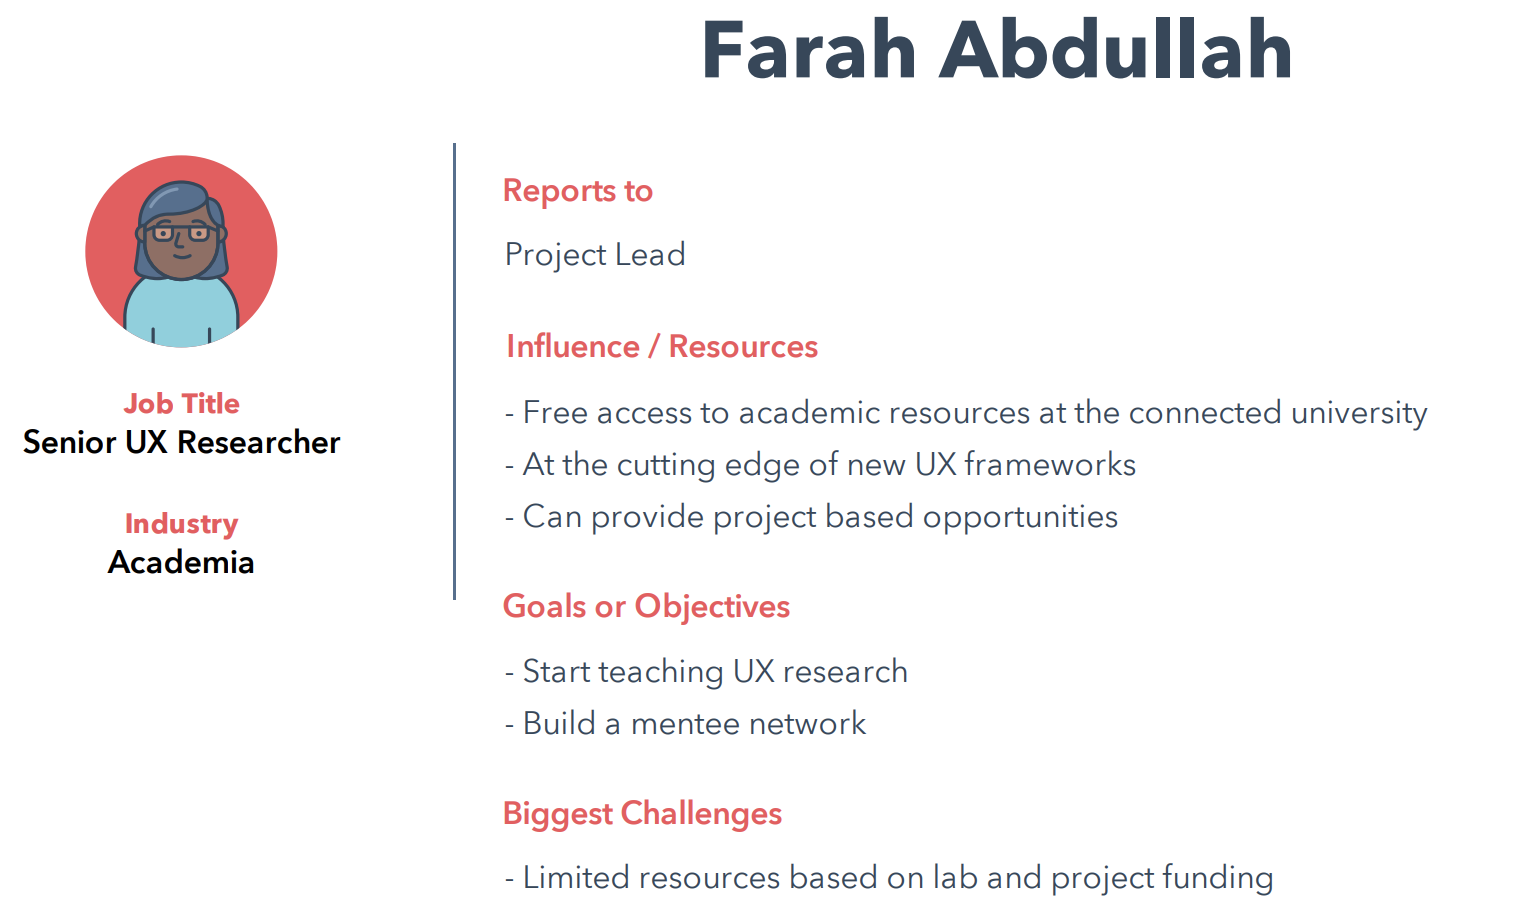 Farah Abdullah
Job Title
Senior UX Researcher
Industry
Academia
Reports to
Project Lead
Influence / Resources
- Free access to academic resources at the connected university
- At the cutting edge of new UX frameworks
- Can provide project based opportunities
Goals or Objectives
- Start teaching UX research
- Build a mentee network
Biggest Challenges
- Limited resources based on lab and project funding